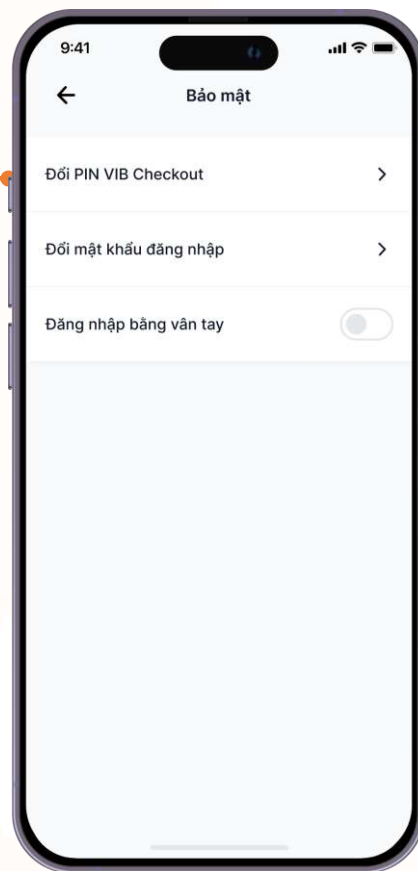 9:41
Bảo mật
Đổi PIN VIB Checkout
Đổi mật khẩu đăng nhập
Đăng nhập bằng vân tay